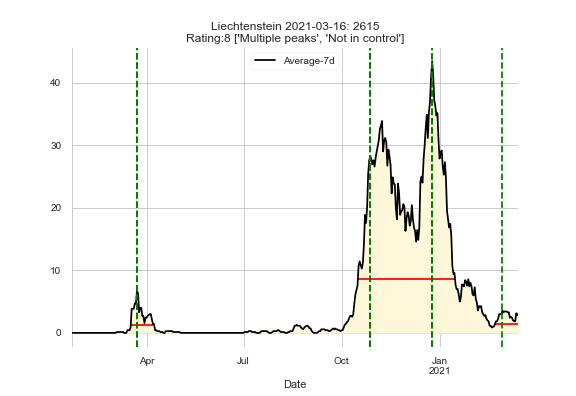 Liechtenstein 2021-03-16: 2615
Rating:8 ['Multiple peaks', 'Not in control']
Average-7d
40
30
20
10
0
Apr
Jul
Oct
Jan
2021
Date